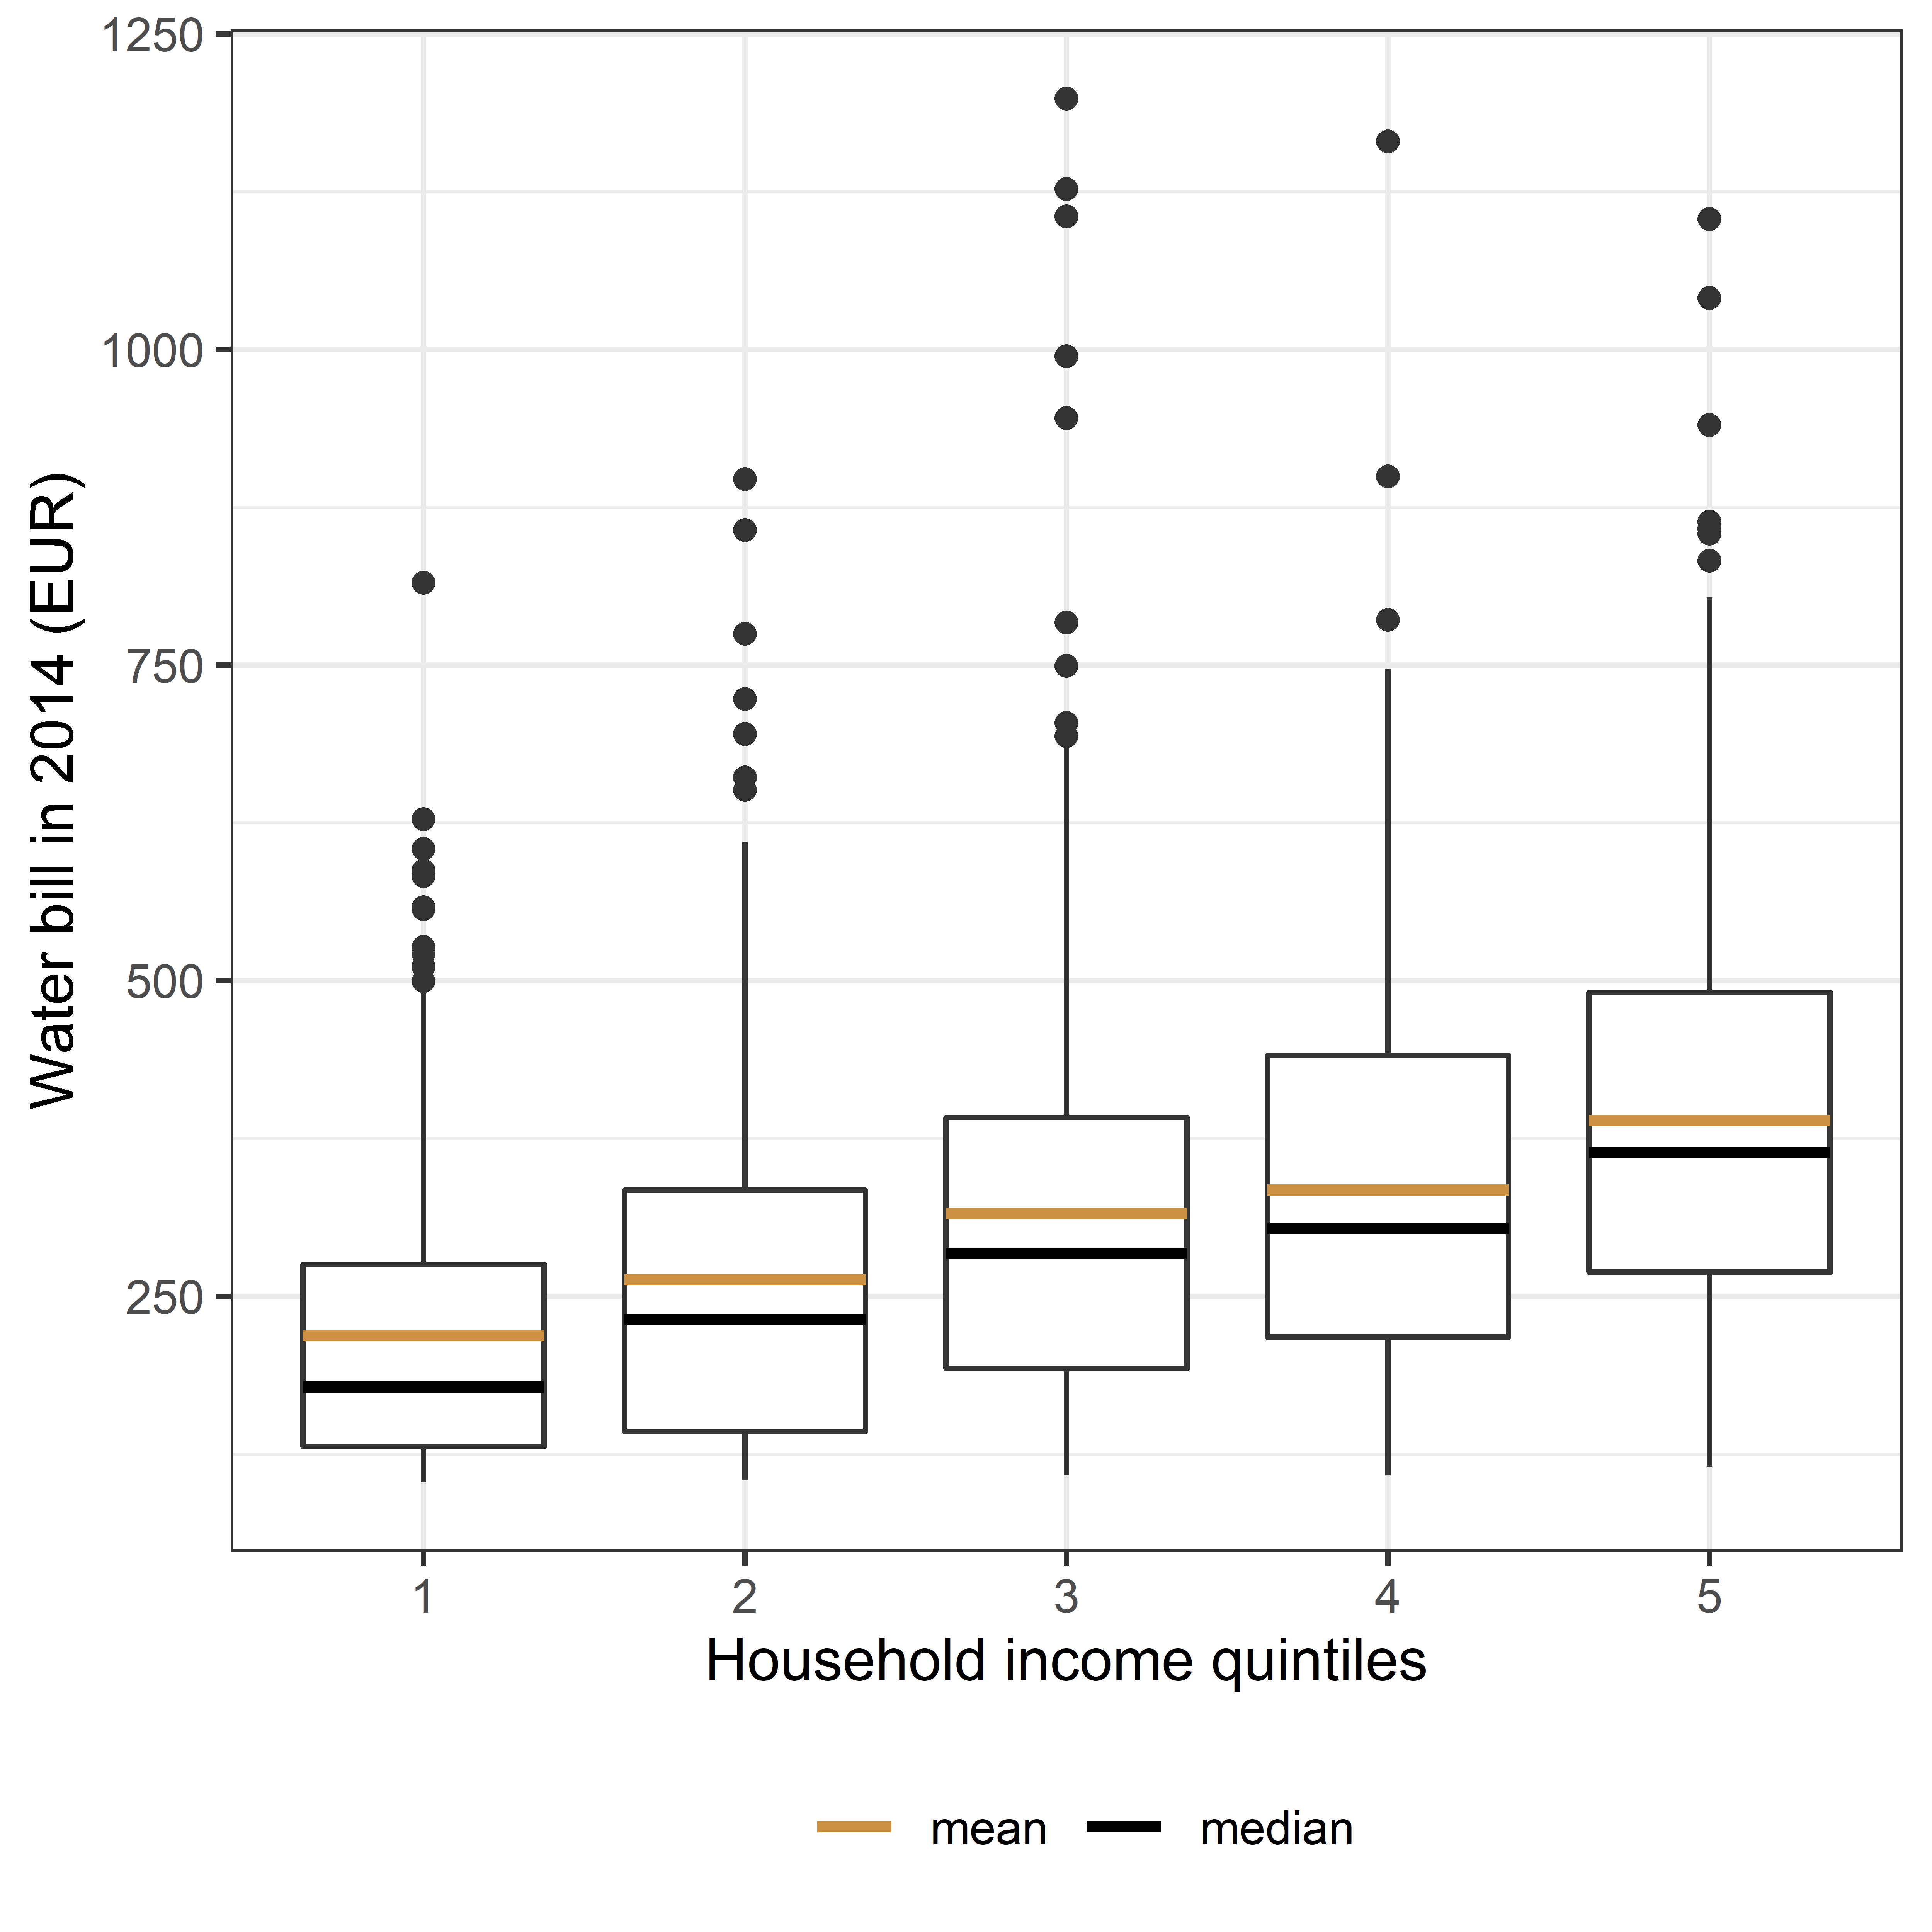 Water bill in 2014 (EUR)
1250
1000
750
500
250
1 2 3 4 5
Household income quintiles
mean median